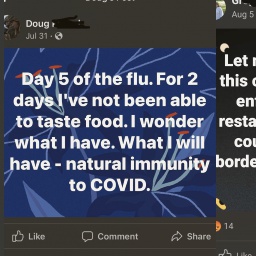 Doug
Jul 31 ·
Day 5 of the flu. For 2
days I've not been able
to taste food. I wonder
what I have. What I will
have - natural immunity
to COVID.
Like
Comment
Share
Aug 5
Let
this
resta
cou
borde
14
Like